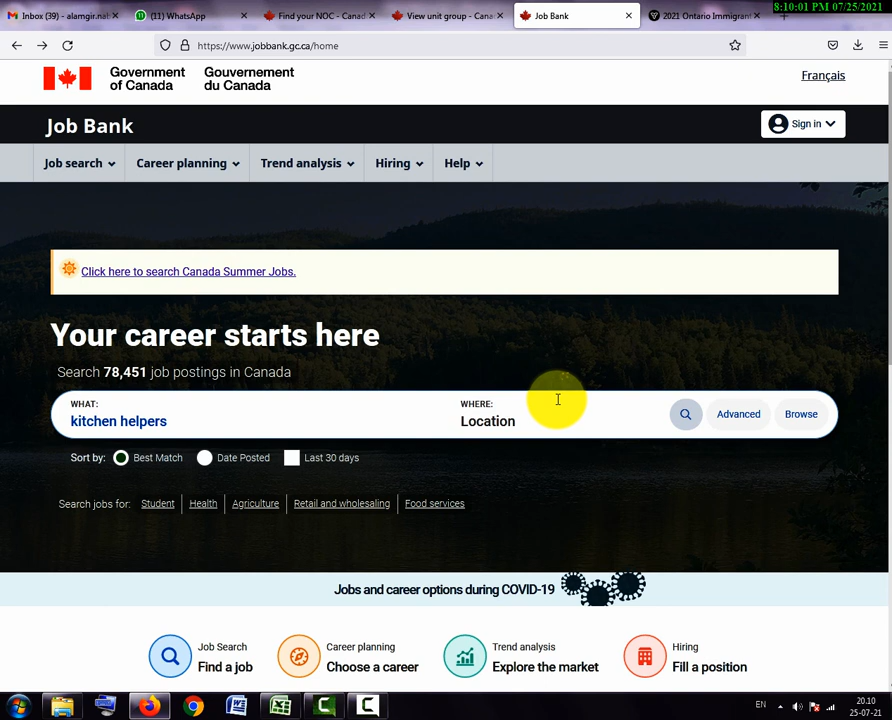 8:10:01 PM 07/25/2021
Inbox (39) - alamgir.nab
(11) WhatsApp
Find your NOC - Canad
View unit group - Cana
Job Bank
2021 Ontario Immigrant
https://www.jobbank.gc.ca/home
Government of Canada
Gouvernement du Canada
Français
Job Bank
Sign in
Job search
Career planning
Trend analysis
Hiring
Help
Click here to search Canada Summer Jobs.
Your career starts here
Search 78,451 job postings in Canada
WHAT:
kitchen helpers
WHERE:
Location
Advanced
Browse
Sort by: Best Match Date Posted Last 30 days
Search jobs for: Student Health Agriculture Retail and wholesaling Food services
Jobs and career options during COVID-19
Job Search
Find a job
Career planning
Choose a career
Trend analysis
Explore the market
Hiring
Fill a position
EN
20.10
25-07-21